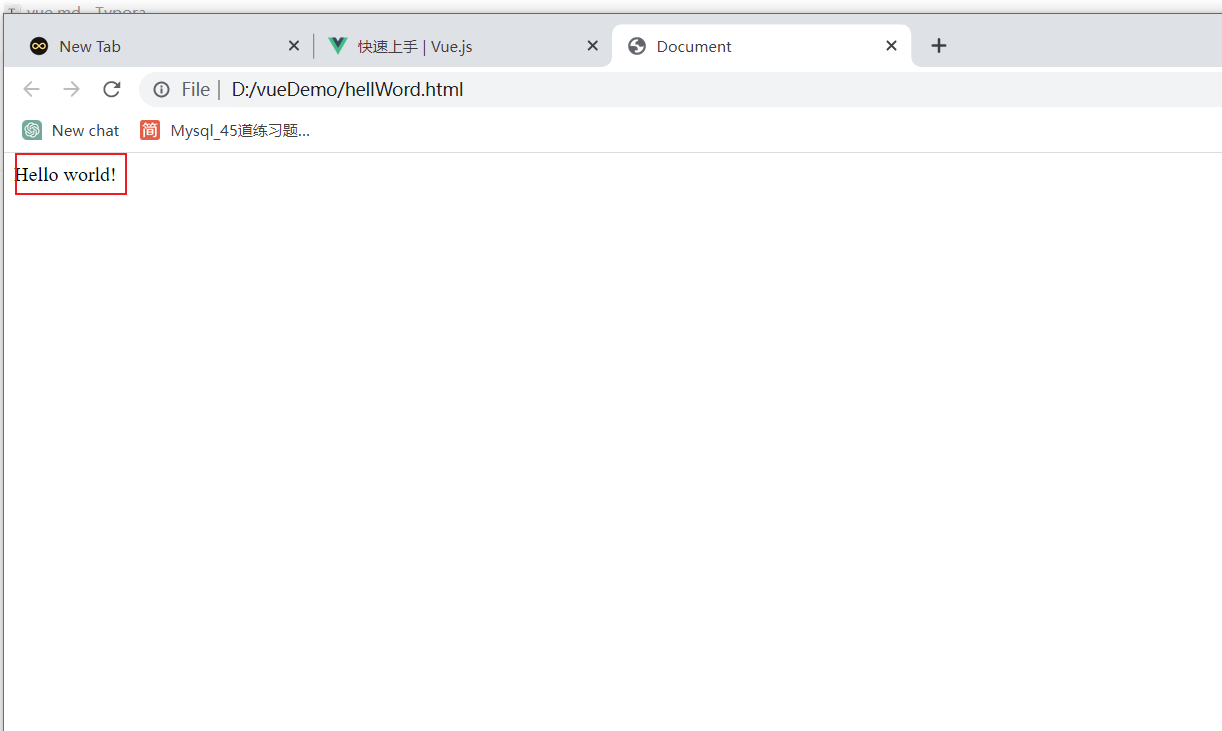 vue.md - Typora
New Tab
快速上手 | Vue.js
Document
File | D:/vueDemo/hellWord.html
New chat
简 Mysql_45道练习题...
Hello world!